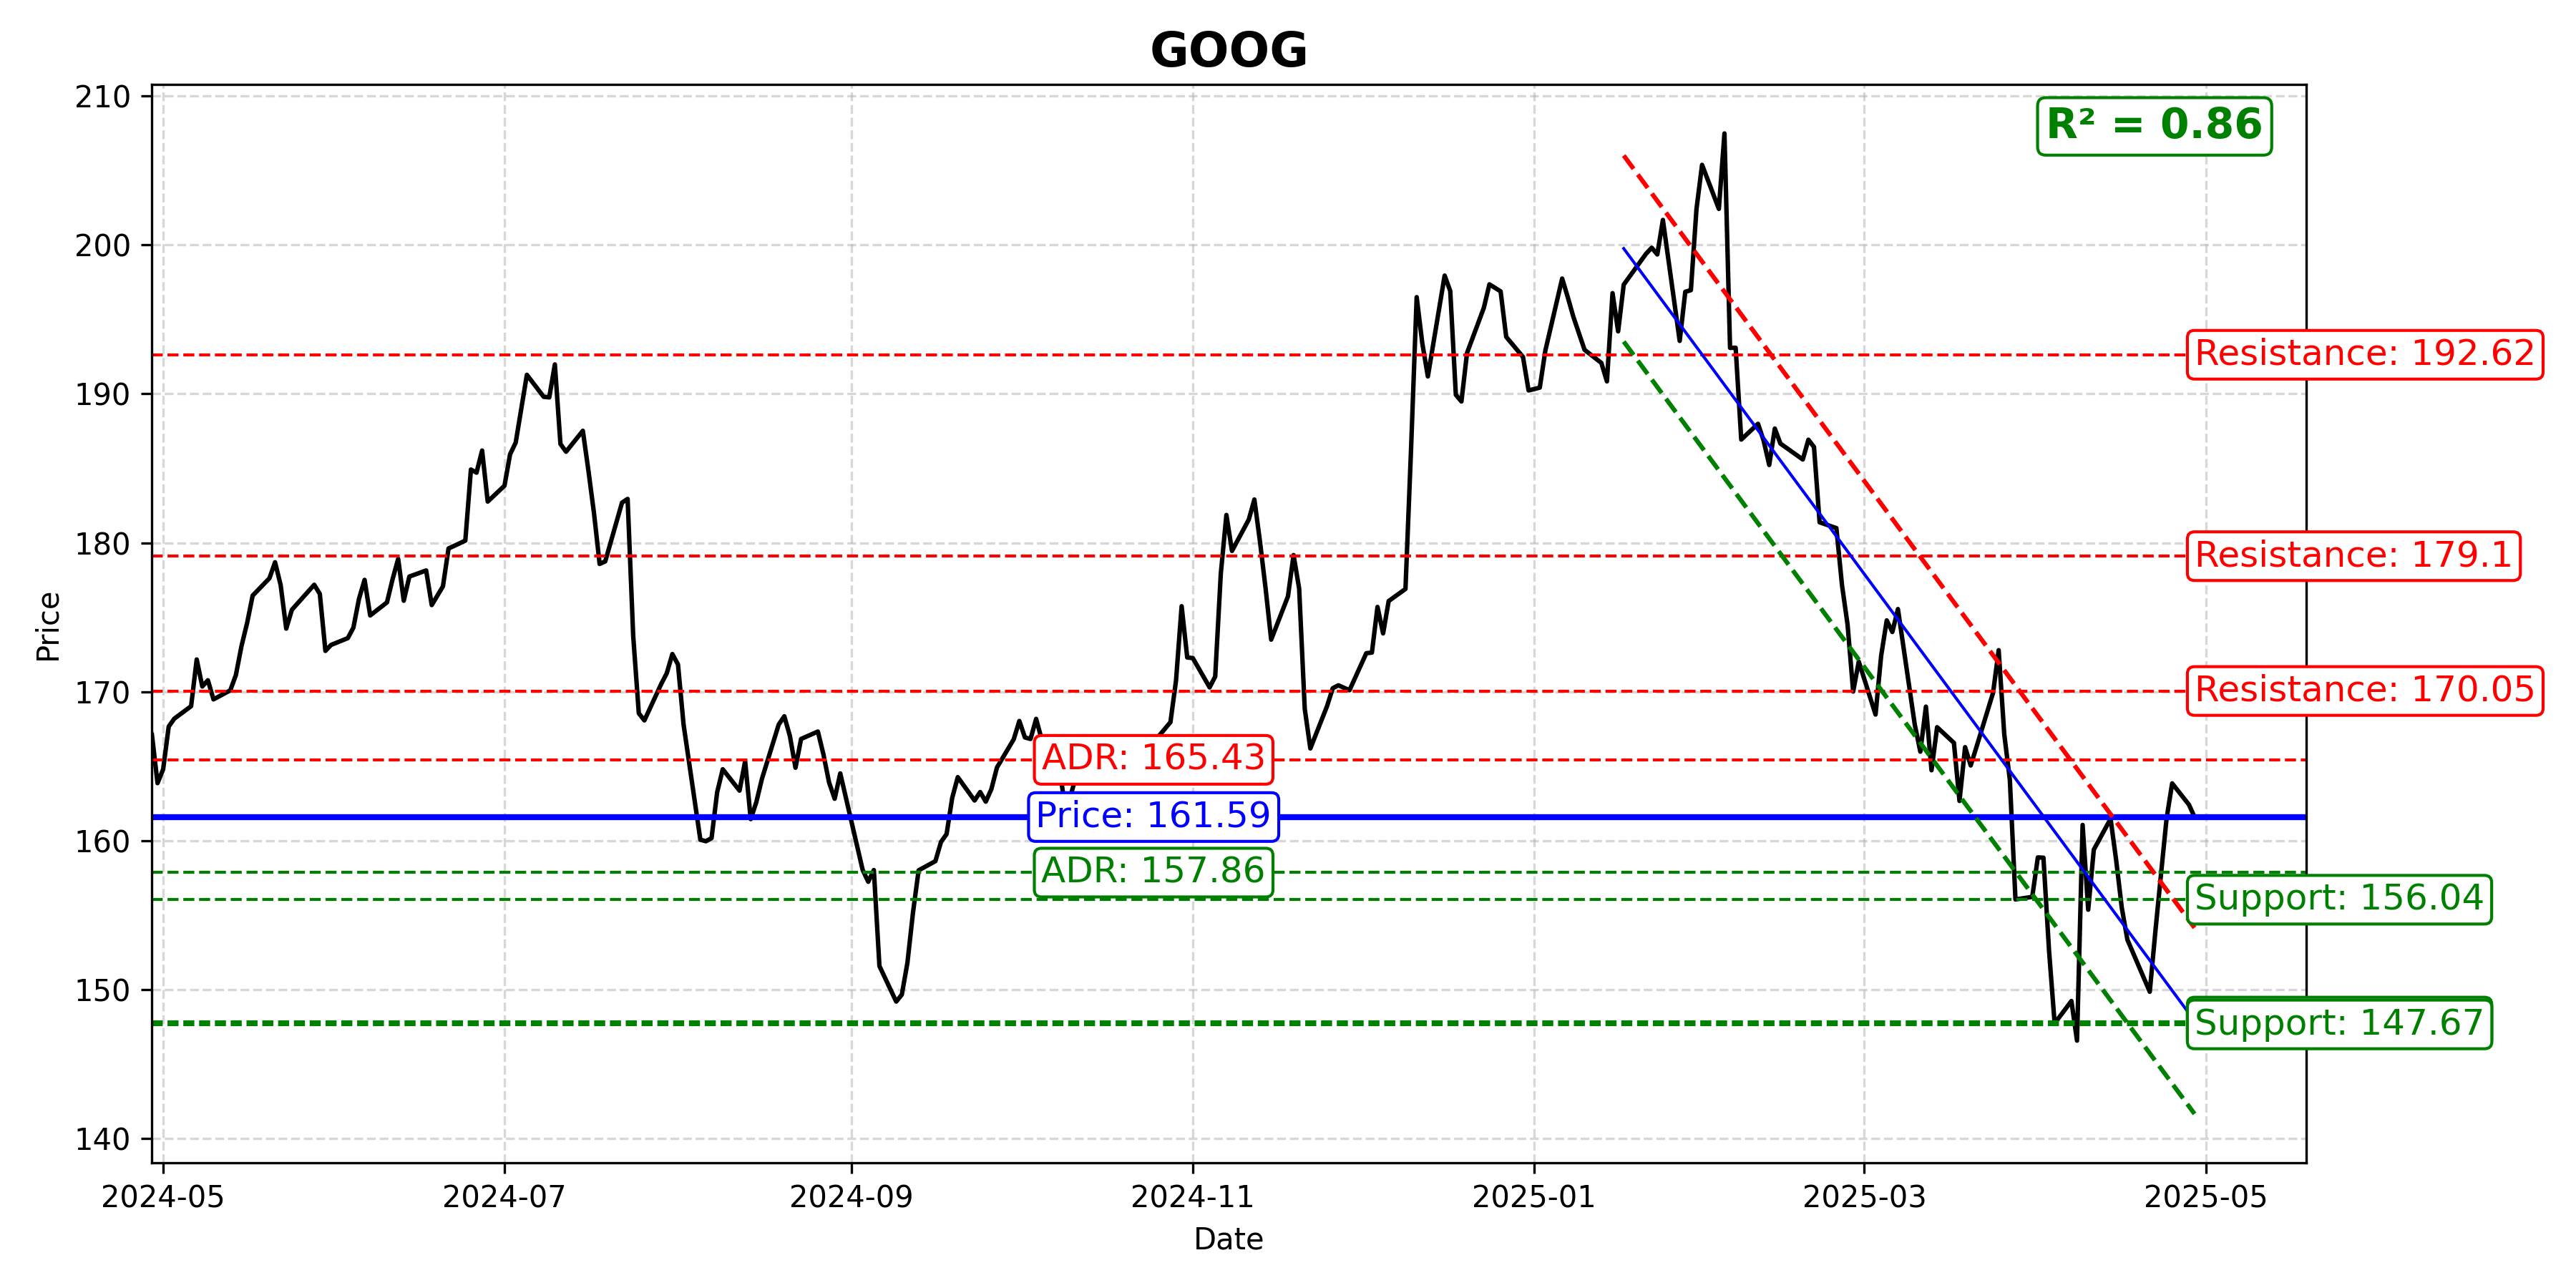 GOOG
R² = 0.86
210
200
190
180
170
160
150
140
Price
Resistance: 192.62
Resistance: 179.1
Resistance: 170.05
ADR: 165.43
Price: 161.59
ADR: 157.86
Support: 156.04
Support: 147.67
2024-05
2024-07
2024-09
2024-11
2025-01
2025-03
2025-05
Date